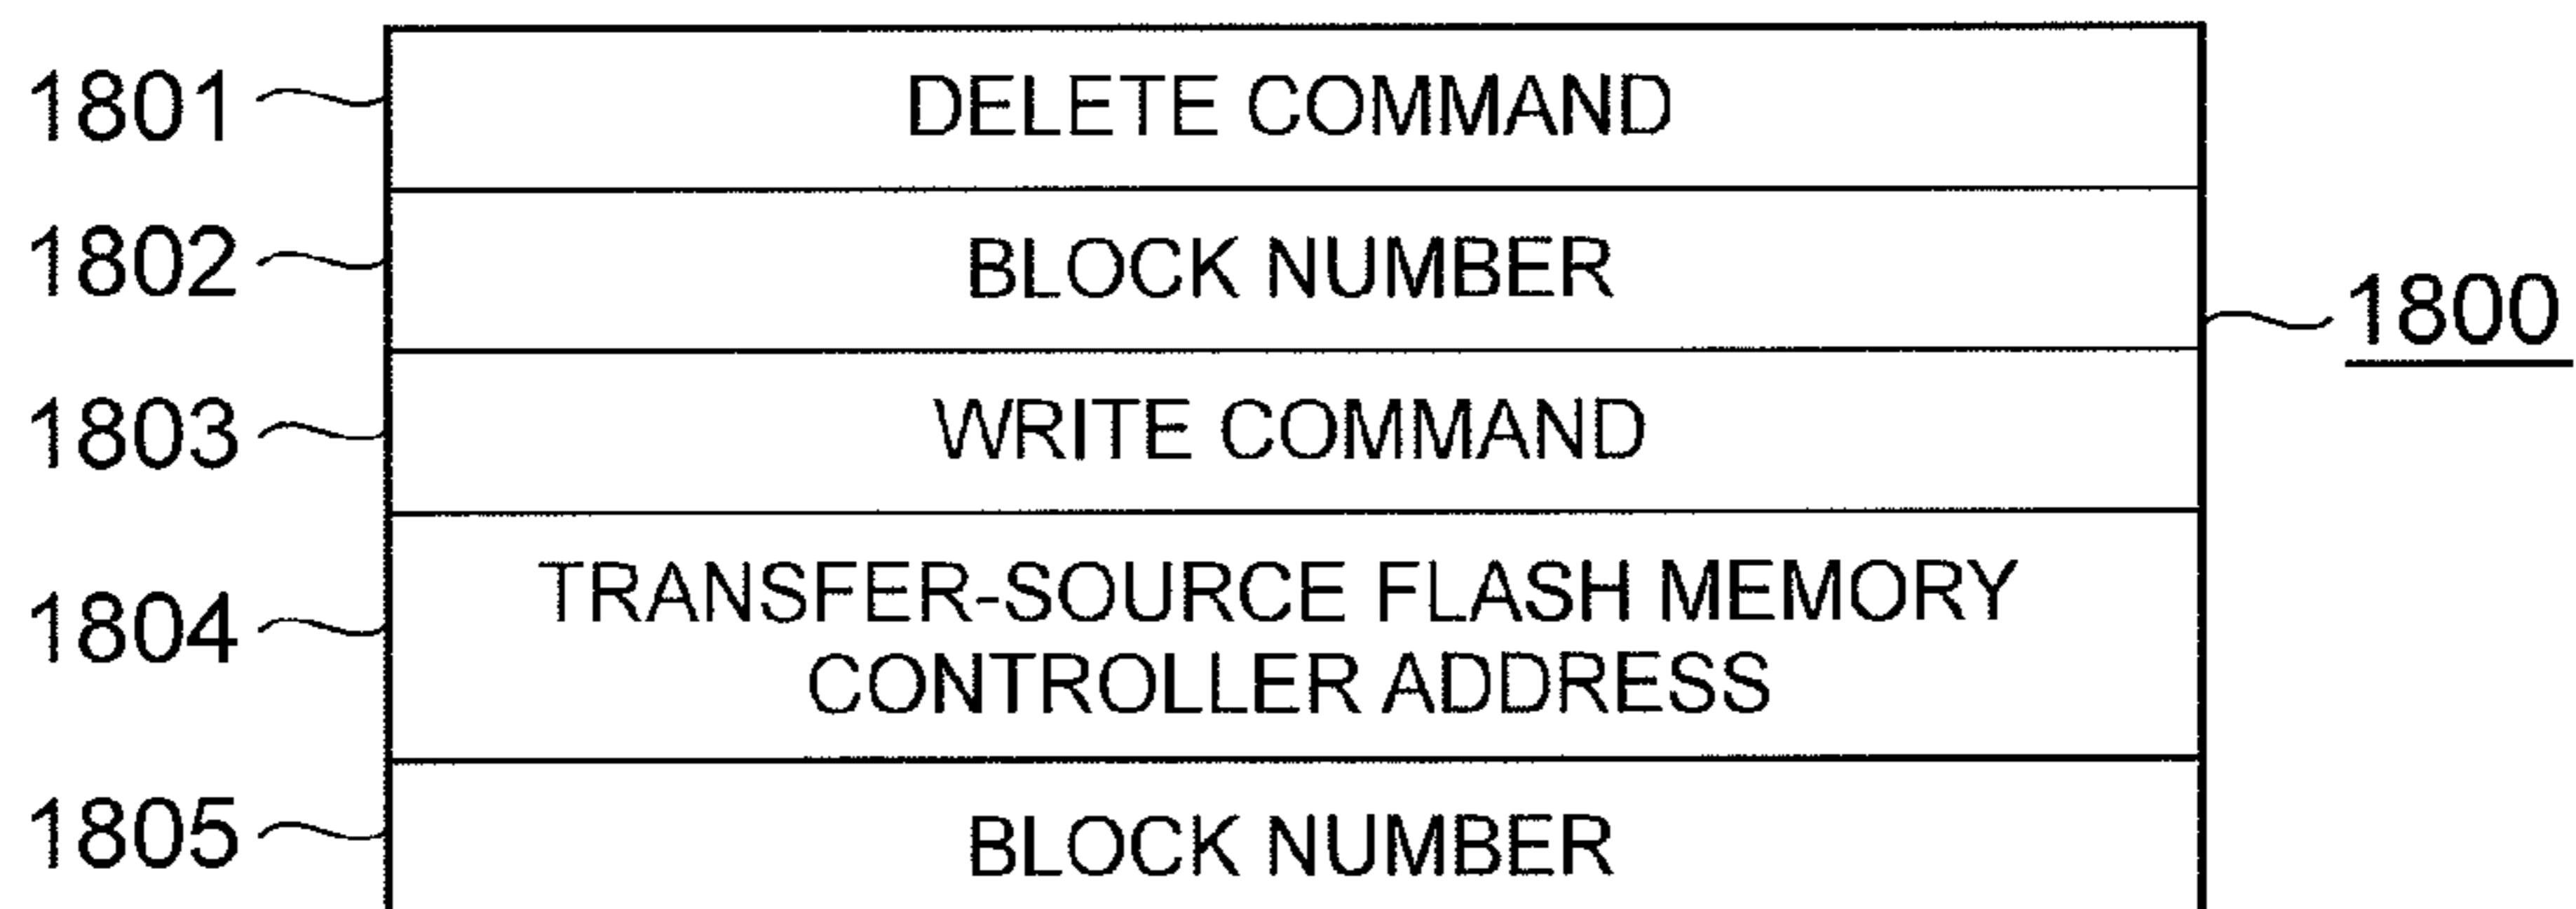 1801 DELETE COMMAND
1802 BLOCK NUMBER
1800
1803 WRITE COMMAND
1804 TRANSFER-SOURCE FLASH MEMORY
CONTROLLER ADDRESS
1805 BLOCK NUMBER